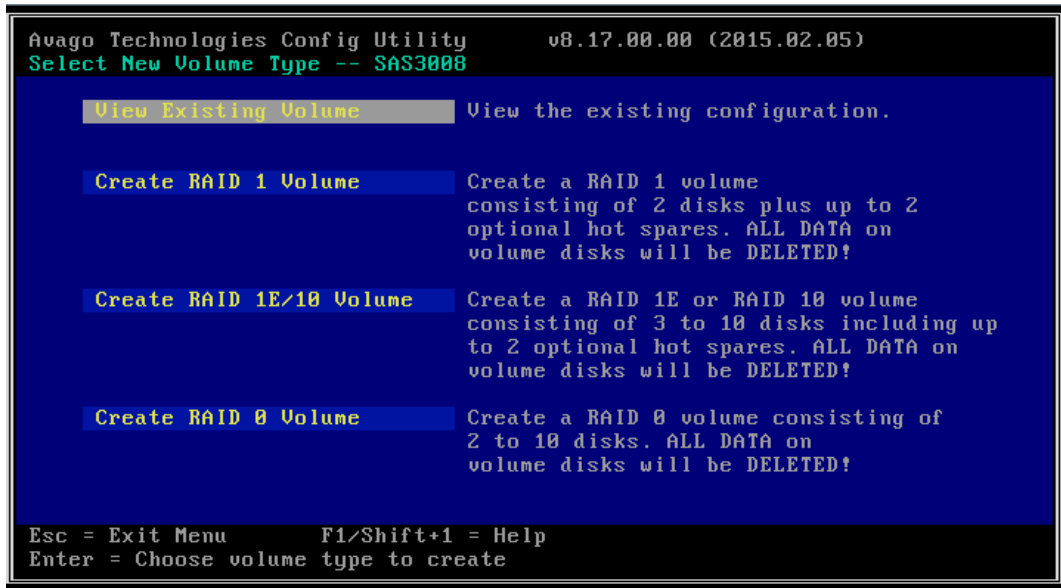 Avago Technologies Config Utility v8.17.00.00 (2015.02.05)
Select New Volume Type -- SAS3008
View Existing Volume View the existing configuration.
Create RAID 1 Volume Create a RAID 1 volume
consisting of 2 disks plus up to 2
optional hot spares. ALL DATA on
volume disks will be DELETED!
Create RAID 1E/10 Volume Create a RAID 1E or RAID 10 volume
consisting of 3 to 10 disks including up
to 2 optional hot spares. ALL DATA on
volume disks will be DELETED!
Create RAID 0 Volume Create a RAID 0 volume consisting of
2 to 10 disks. ALL DATA on
volume disks will be DELETED!
Esc = Exit Menu F1/Shift+1 = Help
Enter = Choose volume type to create